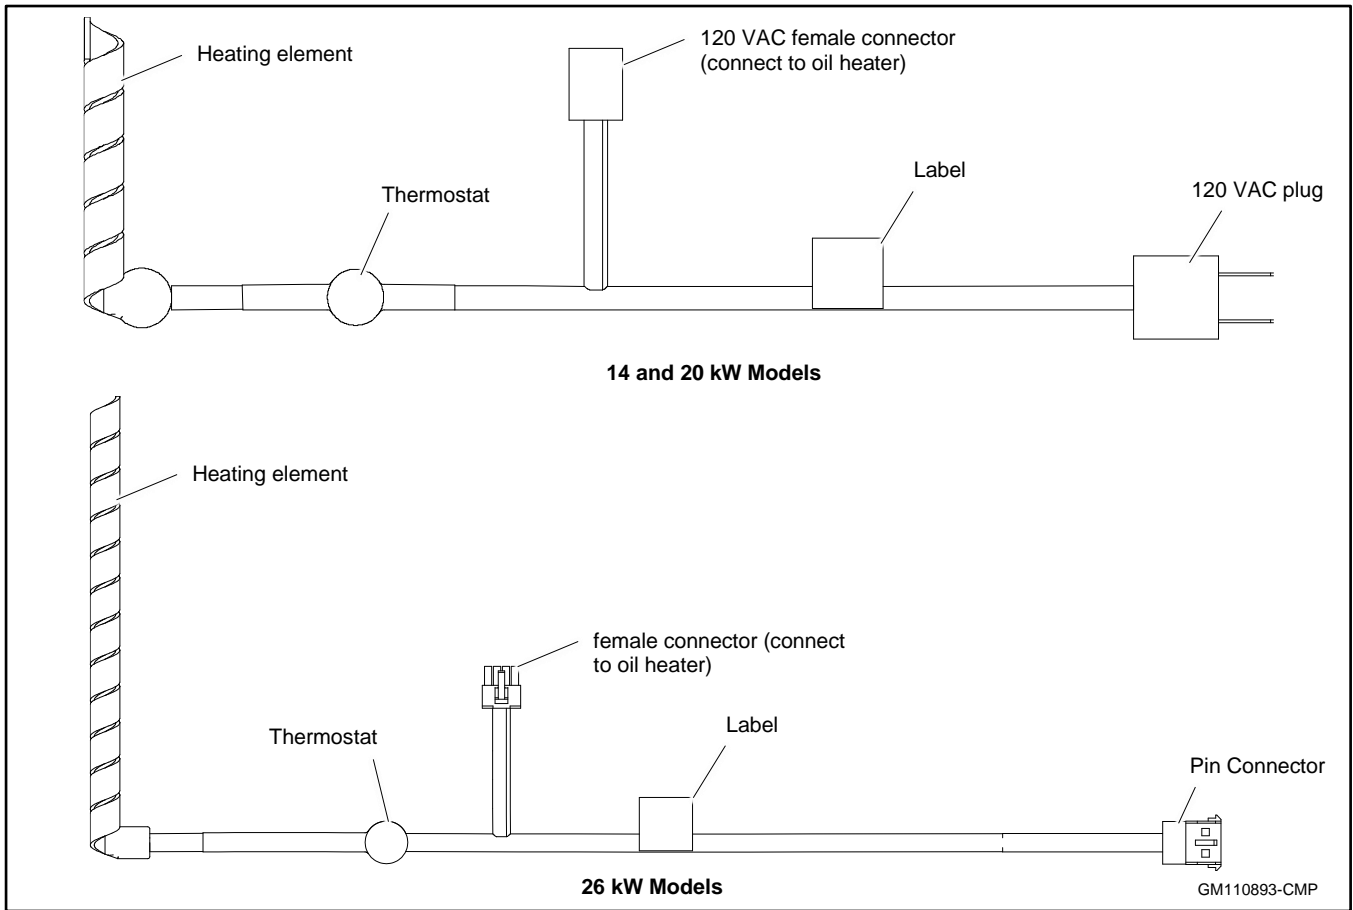 Heating element
120 VAC female connector
(connect to oil heater)
Thermostat
Label
120 VAC plug
14 and 20 kW Models
Heating element
female connector (connect
to oil heater)
Thermostat
Label
Pin Connector
26 kW Models
GM110893-CMP